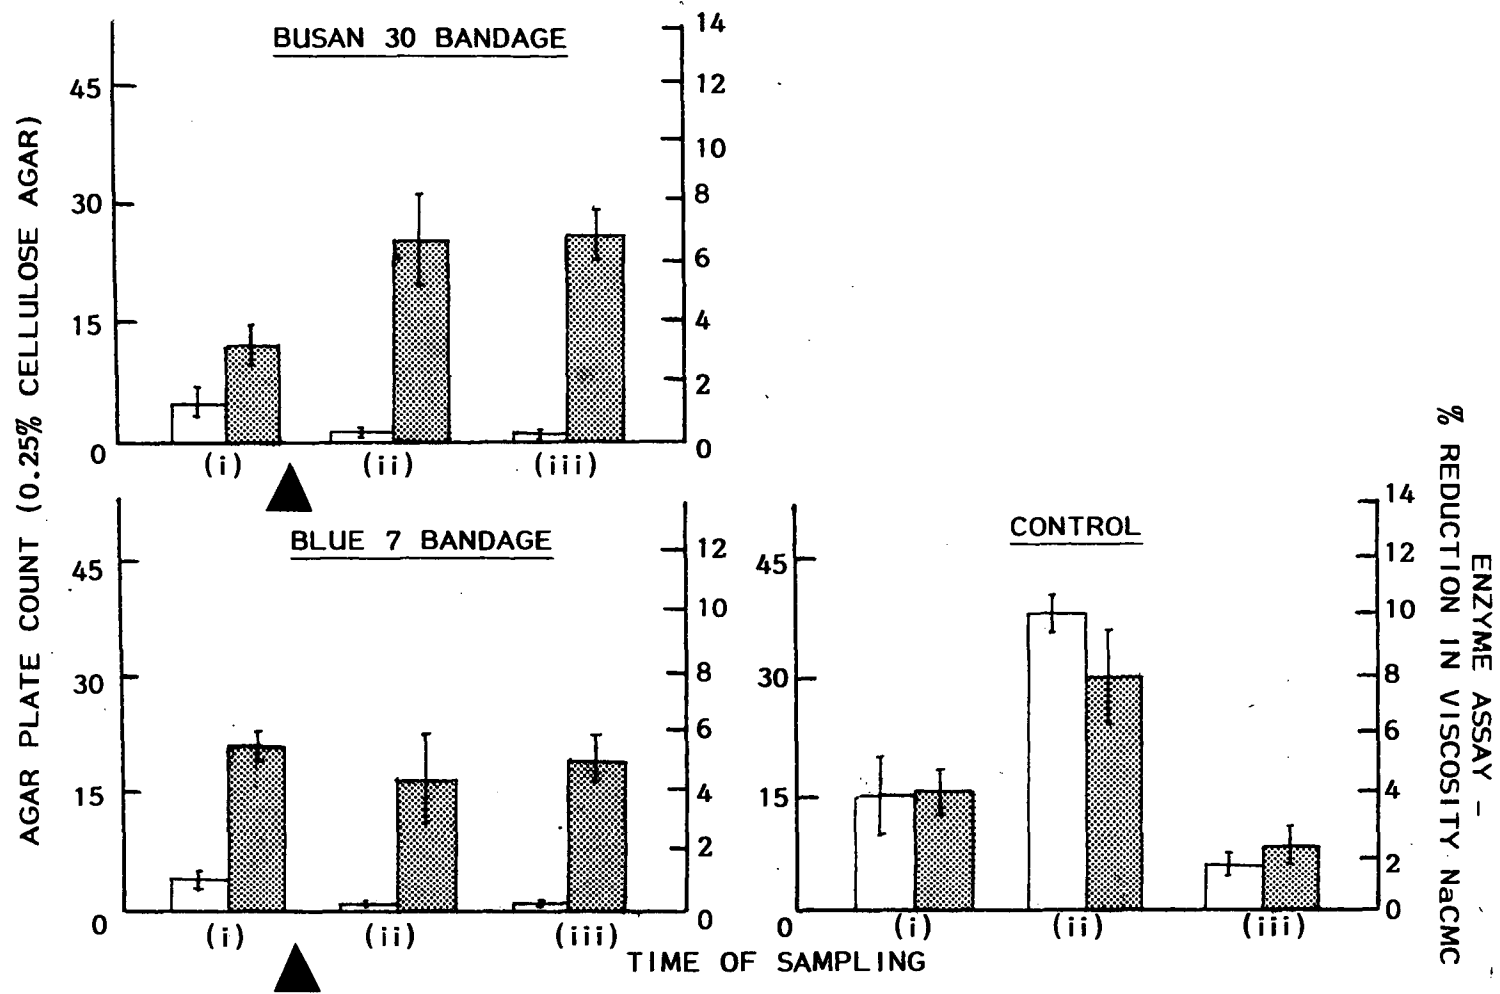 AGAR PLATE COUNT (0.25% CELLULOSE AGAR)
BUSAN 30 BANDAGE
45
30
15
0
14
12
10
8
6
4
2
0
(i)
(ii)
(iii)
BLUE 7 BANDAGE
45
30
15
0
12
10
8
6
4
2
0
(i)
(ii)
(iii)
CONTROL
45
30
15
0
14
12
10
8
6
4
2
0
(i)
(ii)
(iii)
TIME OF SAMPLING
ENZYME ASSAY –
% REDUCTION IN VISCOSITY NaCMC